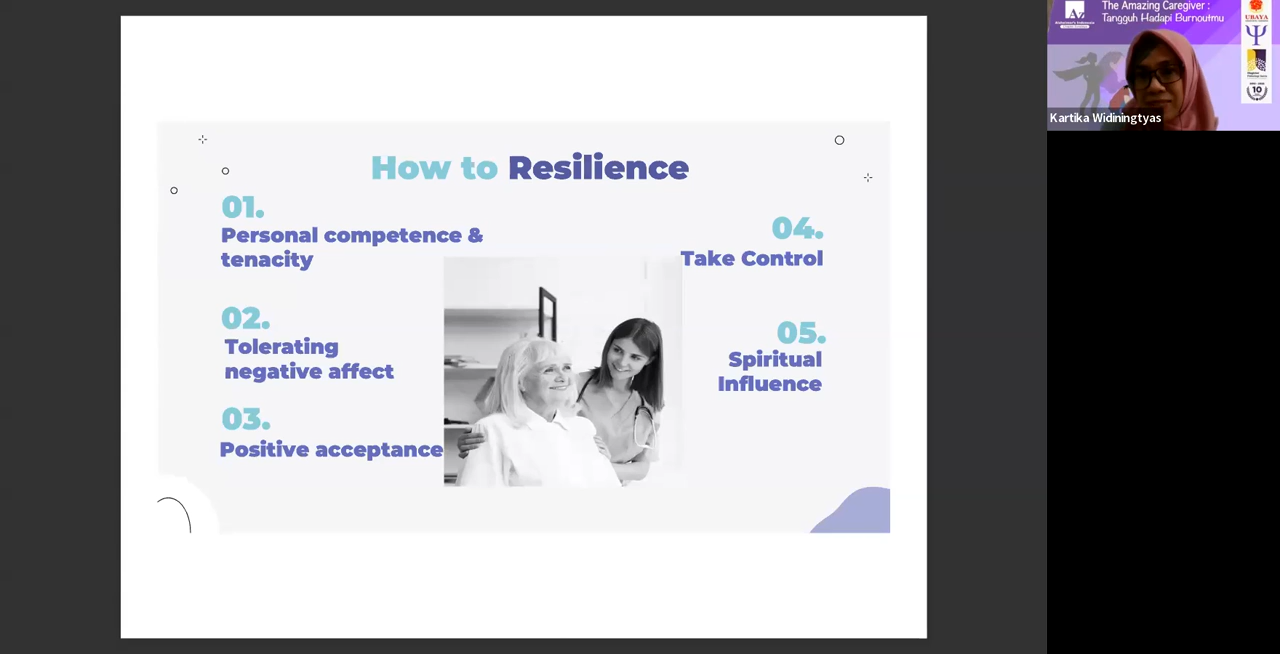 How to Resilience
01.
Personal competence &
tenacity
02.
Tolerating
negative affect
03.
Positive acceptance
04.
Take Control
05.
Spiritual
Influence
The Amazing Caregiver :
Tangguh Hadapi Burnoutmu
UBAYA
10
Kartika Widiningtyas